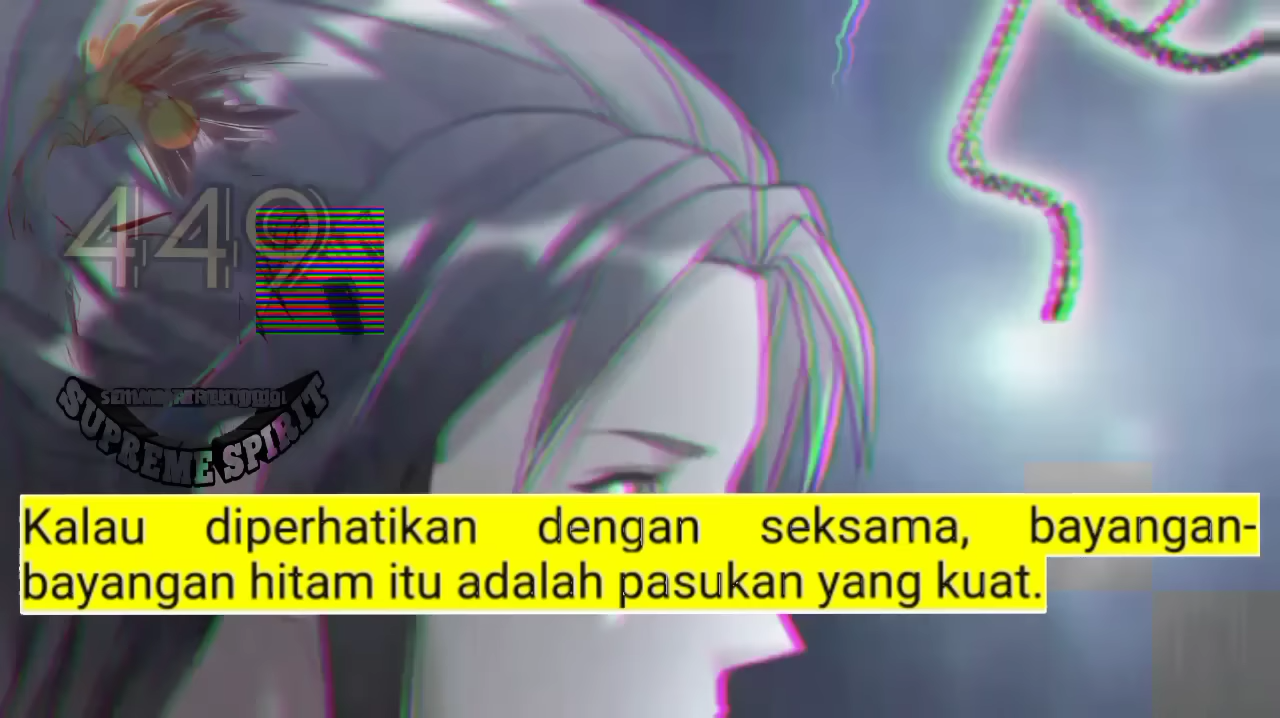 449
SUPREME SPIRIT
Kalau diperhatikan dengan seksama, bayangan-
bayangan hitam itu adalah pasukan yang kuat.